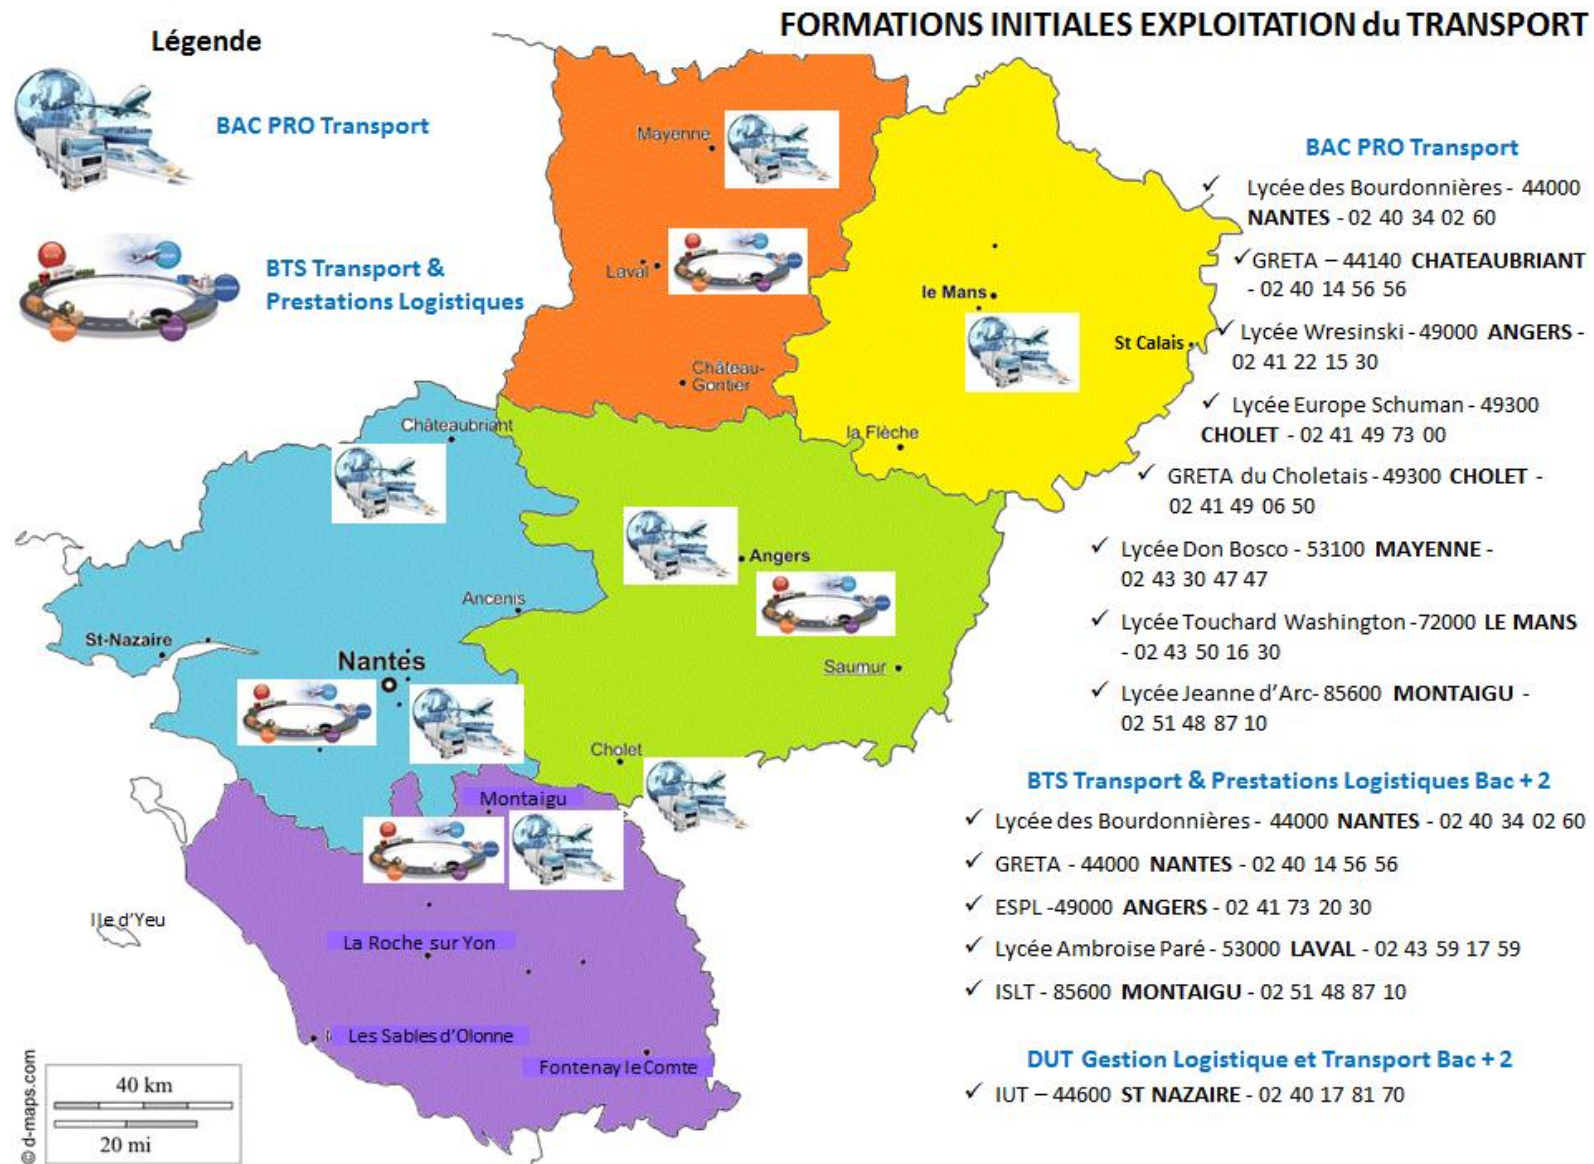 FORMATIONS INITIALES EXPLOITATION du TRANSPORT
Légende
BAC PRO Transport
BTS Transport &
Prestations Logistiques
Mayenne
Laval
Château-
Gontier
le Mans
St Calais
la Flèche
Châteaubriant
Angers
Ancenis
St-Nazaire
Nantes
Saumur
Cholet
Montaigu
Ile d'Yeu
La Roche sur Yon
Les Sables d'Olonne
Fontenay le Comte
40 km
20 mi
© d-maps.com
BAC PRO Transport
✓ Lycée des Bourdonnières - 44000
NANTES - 02 40 34 02 60
✓ GRETA – 44140 CHATEAUBRIANT
- 02 40 14 56 56
✓ Lycée Wresinski - 49000 ANGERS -
02 41 22 15 30
✓ Lycée Europe Schuman - 49300
CHOLET - 02 41 49 73 00
✓ GRETA du Choletais - 49300 CHOLET -
02 41 49 06 50
✓ Lycée Don Bosco - 53100 MAYENNE -
02 43 30 47 47
✓ Lycée Touchard Washington -72000 LE MANS
- 02 43 50 16 30
✓ Lycée Jeanne d'Arc- 85600 MONTAIGU -
02 51 48 87 10
BTS Transport & Prestations Logistiques Bac + 2
✓ Lycée des Bourdonnières - 44000 NANTES - 02 40 34 02 60
✓ GRETA - 44000 NANTES - 02 40 14 56 56
✓ ESPL -49000 ANGERS - 02 41 73 20 30
✓ Lycée Ambroise Paré - 53000 LAVAL - 02 43 59 17 59
✓ ISLT - 85600 MONTAIGU - 02 51 48 87 10
DUT Gestion Logistique et Transport Bac + 2
✓ IUT – 44600 ST NAZAIRE - 02 40 17 81 70